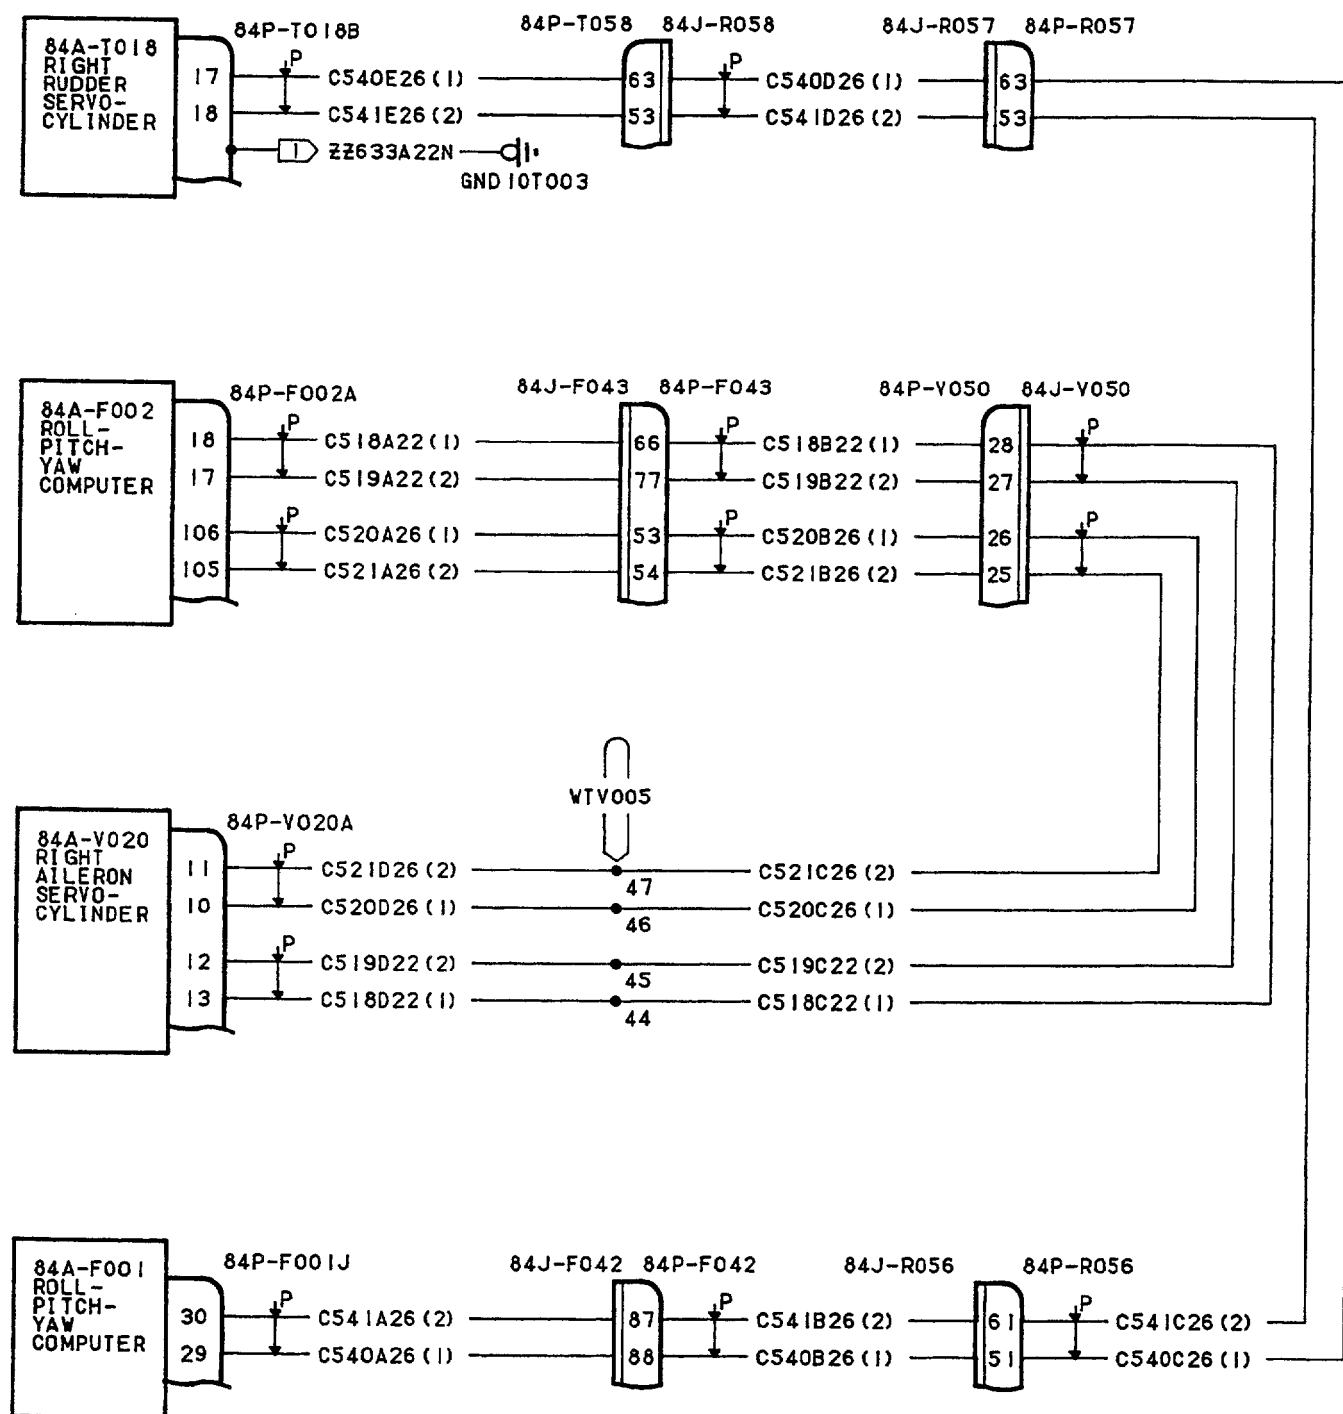 84P-T018B
84P-T058 84J-R058
84J-R057 84P-R057
84A-T018
RIGHT
RUDDER
SERVO-
CYLINDER
17 P C540E26(1) 63 P C540D26(1) 63
18 C541E26(2) 53 C541D26(2) 53
1 ZZ633A22N
GND10T003
84P-F002A
84J-F043 84P-F043
84P-V050 84J-V050
84A-F002
ROLL-
PITCH-
YAW
COMPUTER
18 P C518A22(1) 66 P C518B22(1) 28 P
17 C519A22(2) 77 C519B22(2) 27
106 P C520A26(1) 53 P C520B26(1) 26 P
105 C521A26(2) 54 C521B26(2) 25
WTV005
84P-V020A
84A-V020
RIGHT
AILERON
SERVO-
CYLINDER
11 P C521D26(2) 47 C521C26(2)
10 C520D26(1) 46 C520C26(1)
12 P C519D22(2) 45 C519C22(2)
13 C518D22(1) 44 C518C22(1)
84P-F001J
84J-F042 84P-F042
84J-R056 84P-R056
84A-F001
ROLL-
PITCH-
YAW
COMPUTER
30 P C541A26(2) 87 P C541B26(2) 61 P C541C26(2)
29 C540A26(1) 88 C540B26(1) 51 C540C26(1)